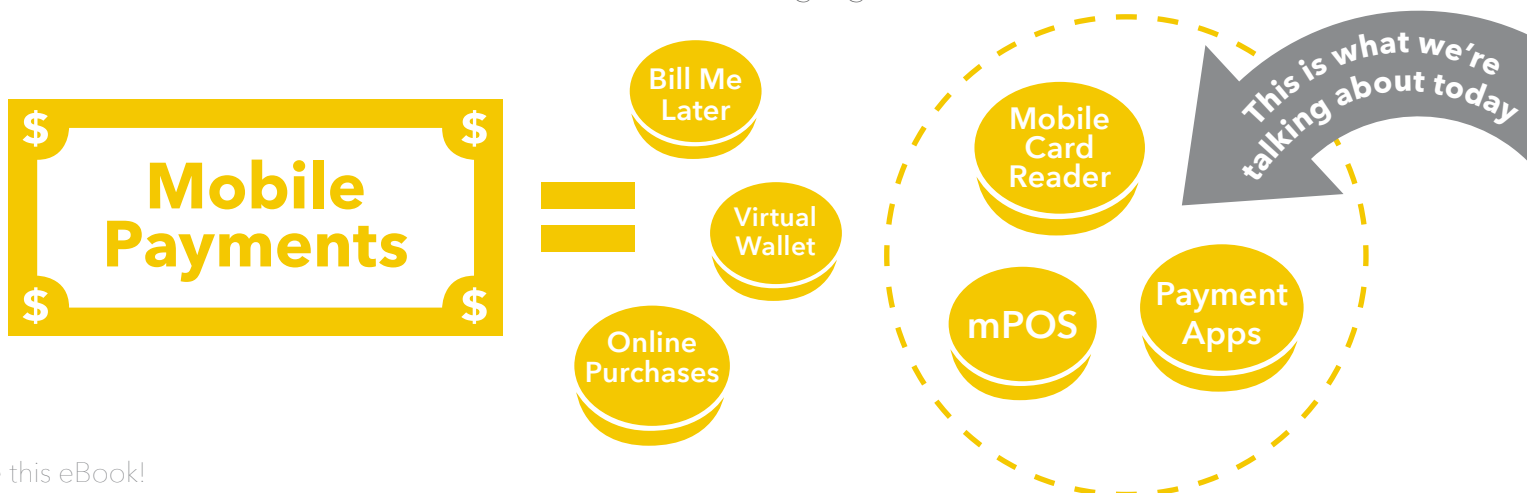 $
$
Mobile
Payments
$
$
Bill Me
Later
Virtual
Wallet
Online
Purchases
Mobile
Card
Reader
mPOS
Payment
Apps
This is what we're
talking about today
this eBook!